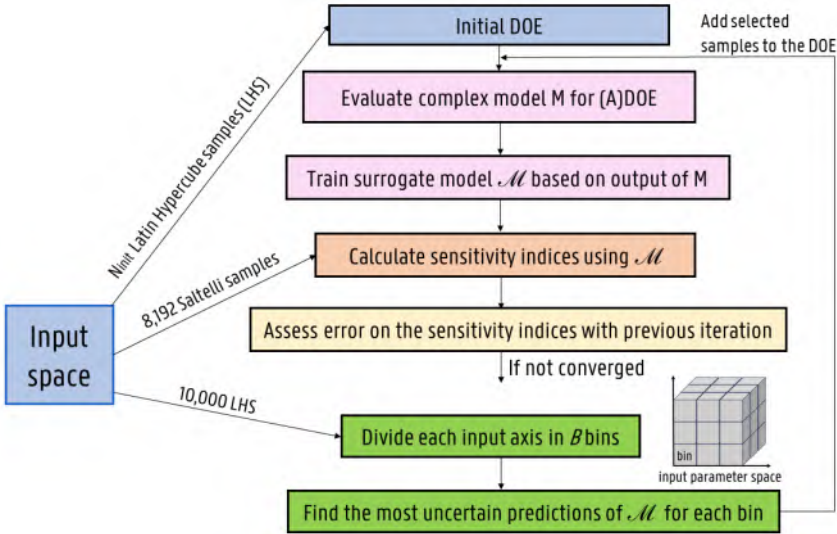 Initial DOE
Add selected
samples to the DOE
Evaluate complex model M for (A)DOE
Train surrogate model ℳ based on output of M
Ninit Latin Hypercube samples (LHS)
Calculate sensitivity indices using ℳ
8,192 Saltelli samples
Input
space
Assess error on the sensitivity indices with previous iteration
If not converged
10,000 LHS
Divide each input axis in B bins
bin
input parameter space
Find the most uncertain predictions of ℳ for each bin